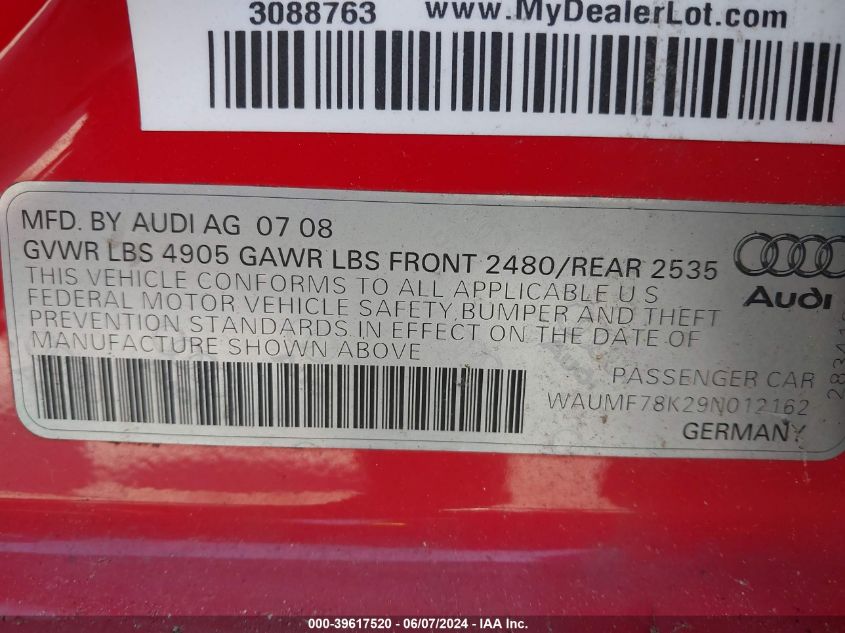 3088763 www.MyDealerLot.com
MFD. BY AUDI AG 07 08
GVWR LBS 4905 GAWR LBS FRONT 2480/REAR 2535
THIS VEHICLE CONFORMS TO ALL APPLICABLE U S
FEDERAL MOTOR VEHICLE SAFETY, BUMPER AND THEFT
PREVENTION STANDARDS IN EFFECT ON THE DATE OF
MANUFACTURE SHOWN ABOVE
Audi
PASSENGER CAR
WAUMF78K29N012162
GERMANY
000-39617520 - 06/07/2024 - IAA Inc.